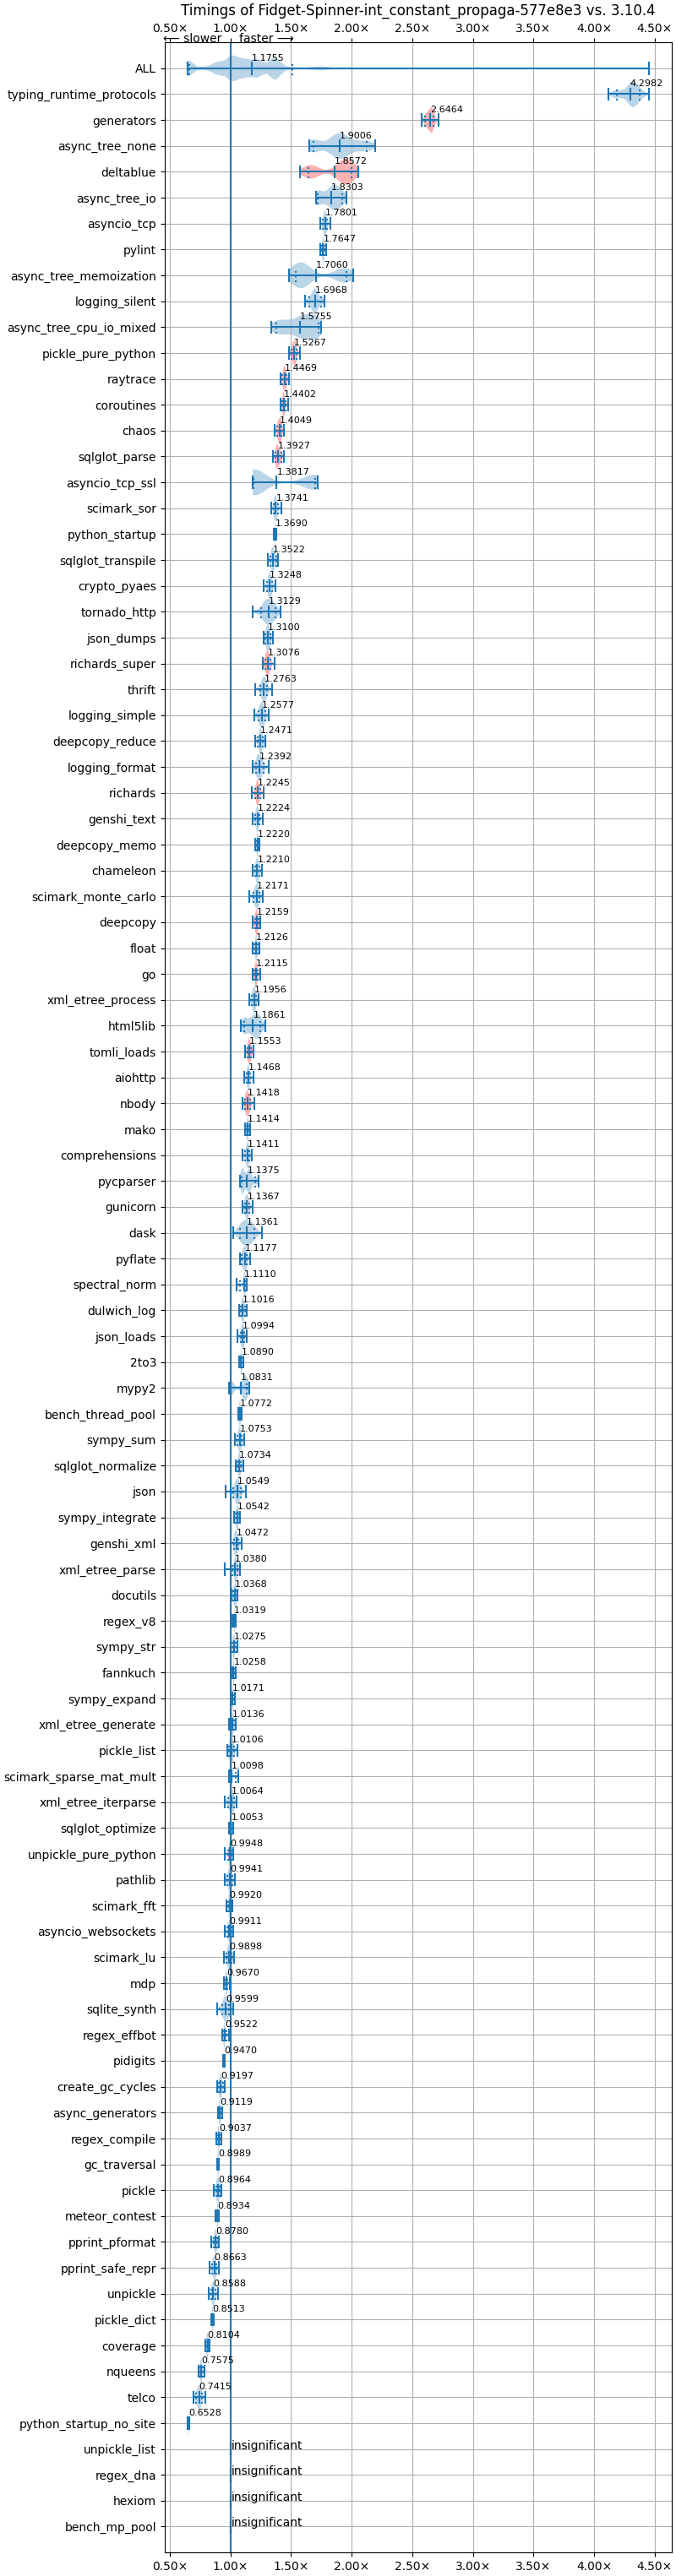 Timings of Fidget-Spinner-int_constant_propaga-577e8e3 vs. 3.10.4
0.50× 1.00× 1.50× 2.00× 2.50× 3.00× 3.50× 4.00× 4.50×
slower faster
ALL 1.1755
typing_runtime_protocols 4.2982
generators 2.6464
async_tree_none 1.9006
deltablue 1.8572
async_tree_io 1.8303
asyncio_tcp 1.7801
pylint 1.7647
async_tree_memoization 1.7060
logging_silent 1.6968
async_tree_cpu_io_mixed 1.5755
pickle_pure_python 1.5267
raytrace 1.4469
coroutines 1.4402
chaos 1.4049
sqlglot_parse 1.3927
asyncio_tcp_ssl 1.3817
scimark_sor 1.3741
python_startup 1.3690
sqlglot_transpile 1.3522
crypto_pyaes 1.3248
tornado_http 1.3129
json_dumps 1.3100
richards_super 1.3076
thrift 1.2763
logging_simple 1.2577
deepcopy_reduce 1.2471
logging_format 1.2392
richards 1.2245
genshi_text 1.2224
deepcopy_memo 1.2220
chameleon 1.2210
scimark_monte_carlo 1.2171
deepcopy 1.2159
float 1.2126
go 1.2115
xml_etree_process 1.1956
html5lib 1.1861
tomli_loads 1.1553
aiohttp 1.1468
nbody 1.1418
mako 1.1414
comprehensions 1.1411
pycparser 1.1375
gunicorn 1.1367
dask 1.1361
pyflate 1.1177
spectral_norm 1.1110
dulwich_log 1.1016
json_loads 1.0994
2to3 1.0890
mypy2 1.0831
bench_thread_pool 1.0772
sympy_sum 1.0753
sqlglot_normalize 1.0734
json 1.0549
sympy_integrate 1.0542
genshi_xml 1.0472
xml_etree_parse 1.0380
docutils 1.0368
regex_v8 1.0319
sympy_str 1.0275
fannkuch 1.0258
sympy_expand 1.0171
xml_etree_generate 1.0136
pickle_list 1.0106
scimark_sparse_mat_mult 1.0098
xml_etree_iterparse 1.0064
sqlglot_optimize 1.0053
unpickle_pure_python 0.9948
pathlib 0.9941
scimark_fft 0.9920
asyncio_websockets 0.9911
scimark_lu 0.9898
mdp 0.9670
sqlite_synth 0.9599
regex_effbot 0.9522
pidigits 0.9470
create_gc_cycles 0.9197
async_generators 0.9119
regex_compile 0.9037
gc_traversal 0.8989
pickle 0.8964
meteor_contest 0.8934
pprint_pformat 0.8780
pprint_safe_repr 0.8663
unpickle 0.8588
pickle_dict 0.8513
coverage 0.8104
nqueens 0.7575
telco 0.7415
python_startup_no_site 0.6528
unpickle_list insignificant
regex_dna insignificant
hexiom insignificant
bench_mp_pool insignificant
0.50× 1.00× 1.50× 2.00× 2.50× 3.00× 3.50× 4.00× 4.50×